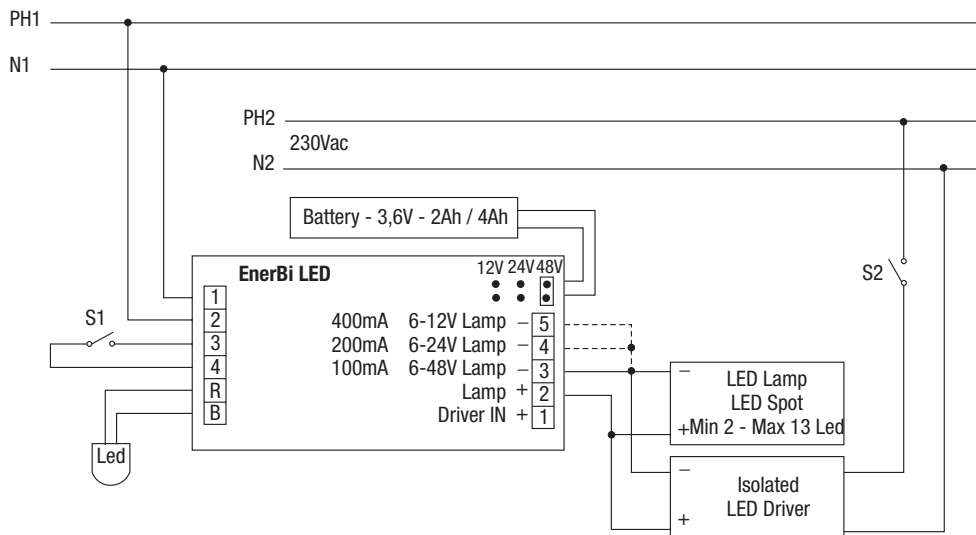 PH1
N1
PH2
230Vac
N2
Battery - 3,6V - 2Ah / 4Ah
EnerBi LED
12V 24V 48V
1
2
3
4
R
B
S1
Led
400mA 6-12V Lamp – 5
200mA 6-24V Lamp – 4
100mA 6-48V Lamp – 3
Lamp + 2
Driver IN + 1
S2
–
LED Lamp
LED Spot
+Min 2 - Max 13 Led
–
Isolated
LED Driver
+